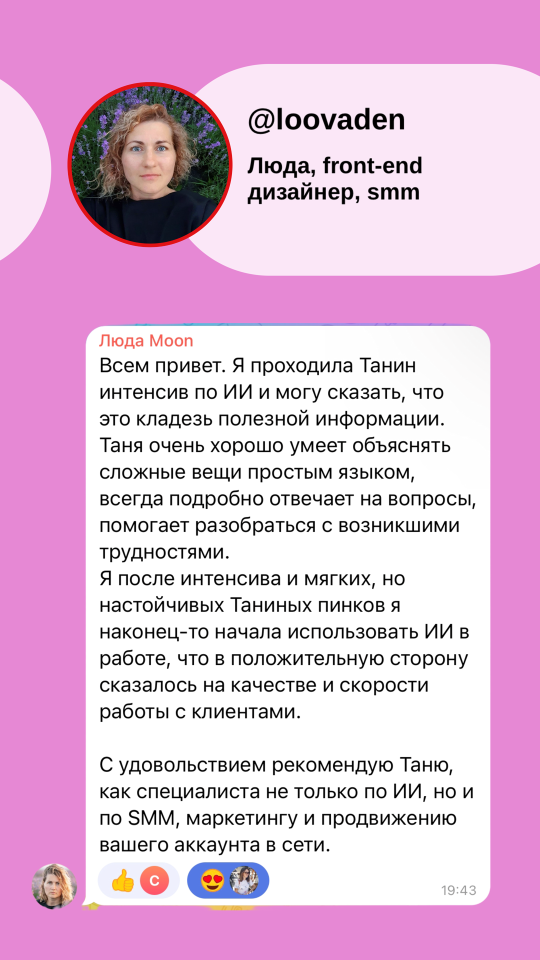 @loovaden
Люда, front-end
дизайнер, smm
Люда Moon
Всем привет. Я проходила Танин
интенсив по ИИ и могу сказать, что
это кладезь полезной информации.
Таня очень хорошо умеет объяснять
сложные вещи простым языком,
всегда подробно отвечает на вопросы,
помогает разобраться с возникшими
трудностями.
Я после интенсива и мягких, но
настойчивых Таниных пинков я
наконец-то начала использовать ИИ в
работе, что в положительную сторону
сказалось на качестве и скорости
работы с клиентами.
С удовольствием рекомендую Таню,
как специалиста не только по ИИ, но и
по SMM, маркетингу и продвижению
вашего аккаунта в сети.
С
19:43